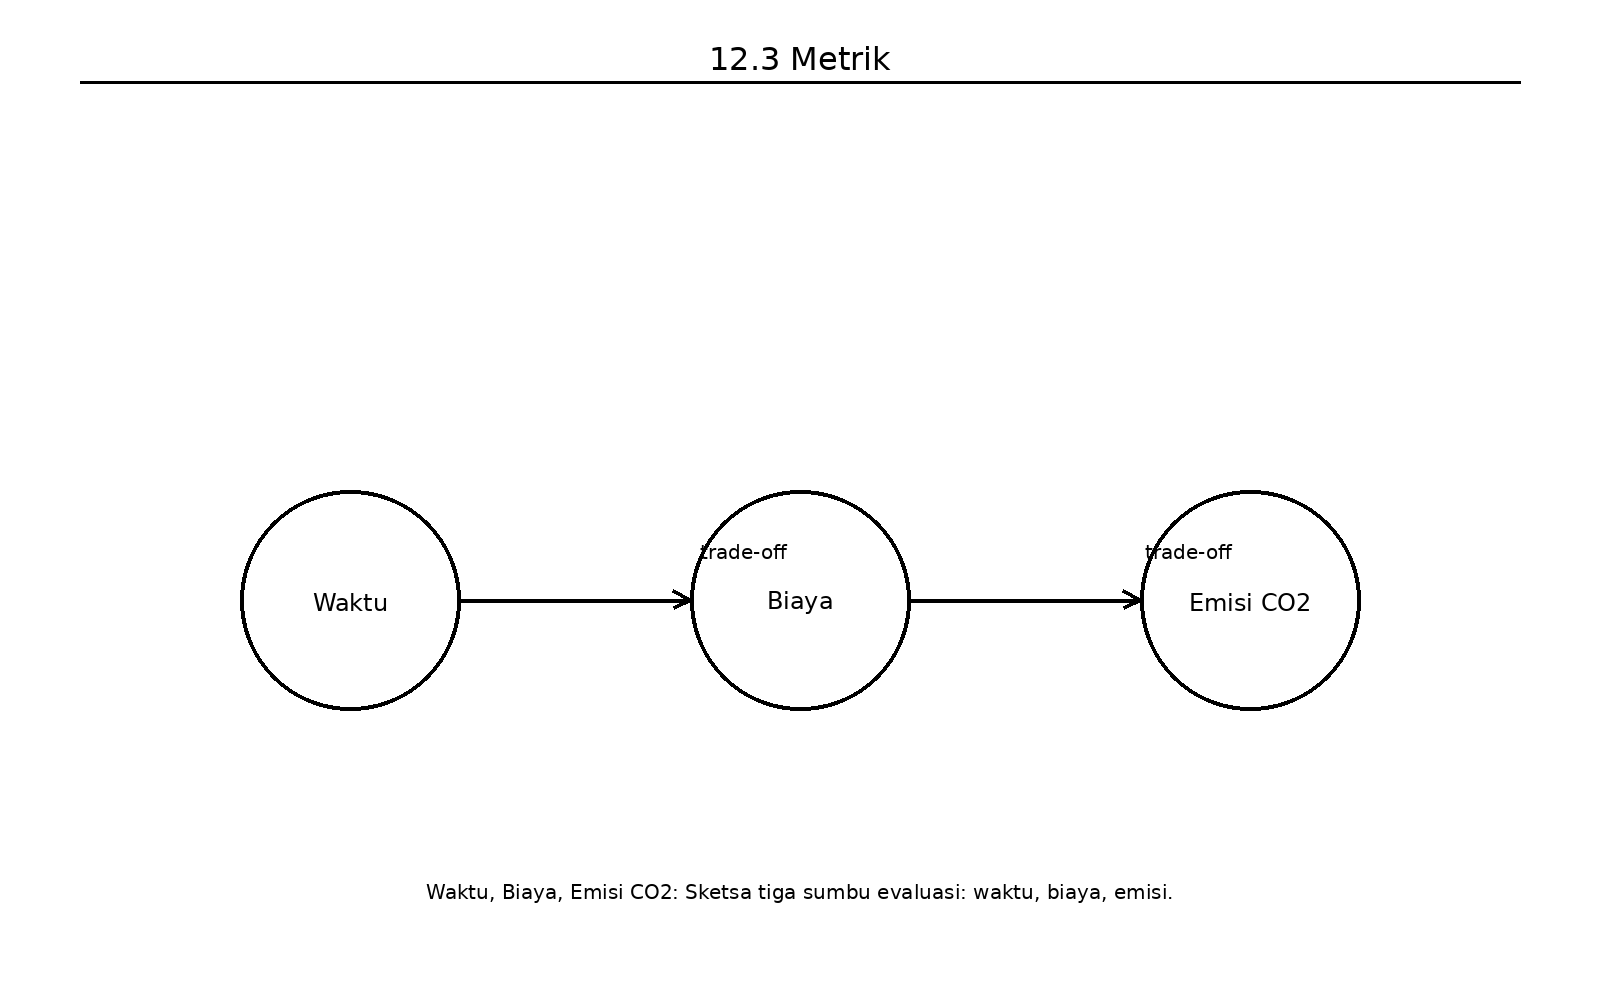 12.3 Metrik
trade-off
trade-off
Waktu
Biaya
Emisi CO2
Waktu, Biaya, Emisi CO2: Sketsa tiga sumbu evaluasi: waktu, biaya, emisi.